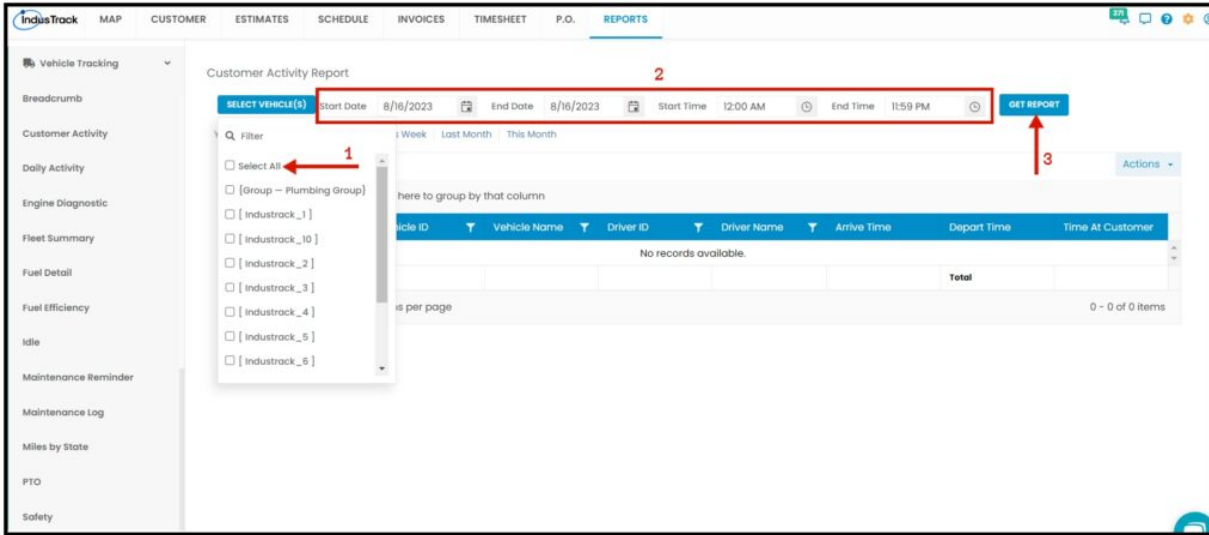 IndusTrack MAP CUSTOMER ESTIMATES SCHEDULE INVOICES TIMESHEET P.O. REPORTS 271
Vehicle Tracking
Breadcrumb
Customer Activity
Daily Activity
Engine Diagnostic
Fleet Summary
Fuel Detail
Fuel Efficiency
Idle
Maintenance Reminder
Maintenance Log
Miles by State
PTO
Safety
Customer Activity Report
2
SELECT VEHICLE(S) Start Date 8/16/2023 End Date 8/16/2023 Start Time 12:00 AM End Time 11:59 PM GET REPORT
Y Week Last Month This Month
3
Actions
Filter
1
Select All
{Group — Plumbing Group}
[ Industrack_1 ]
[ Industrack_10 ]
[ Industrack_2 ]
[ Industrack_3 ]
[ Industrack_4 ]
[ Industrack_5 ]
[ Industrack_6 ]
here to group by that column
hicle ID Vehicle Name Driver ID Driver Name Arrive Time Depart Time Time At Customer
No records available.
Total
per page 0 - 0 of 0 items